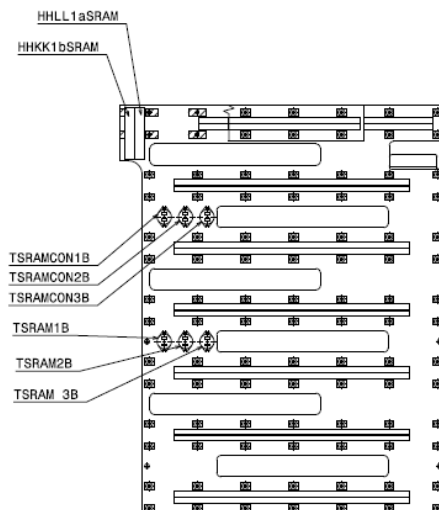 HHLL1aSRAM
HHKK1bSRAM
TSRAMCON1B
TSRAMCON2B
TSRAMCON3B
TSRAM1B
TSRAM2B
TSRAM 3B